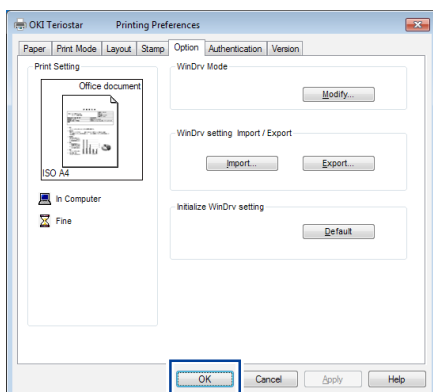 OKI Teriostar Printing Preferences
Paper Print Mode Layout Stamp Option Authentication Version
Print Setting
Office document
ISO A4
In Computer
Fine
WinDrv Mode
Modify...
WinDrv setting Import / Export
Import... Export...
Initialize WinDrv setting
Default
OK Cancel Apply Help